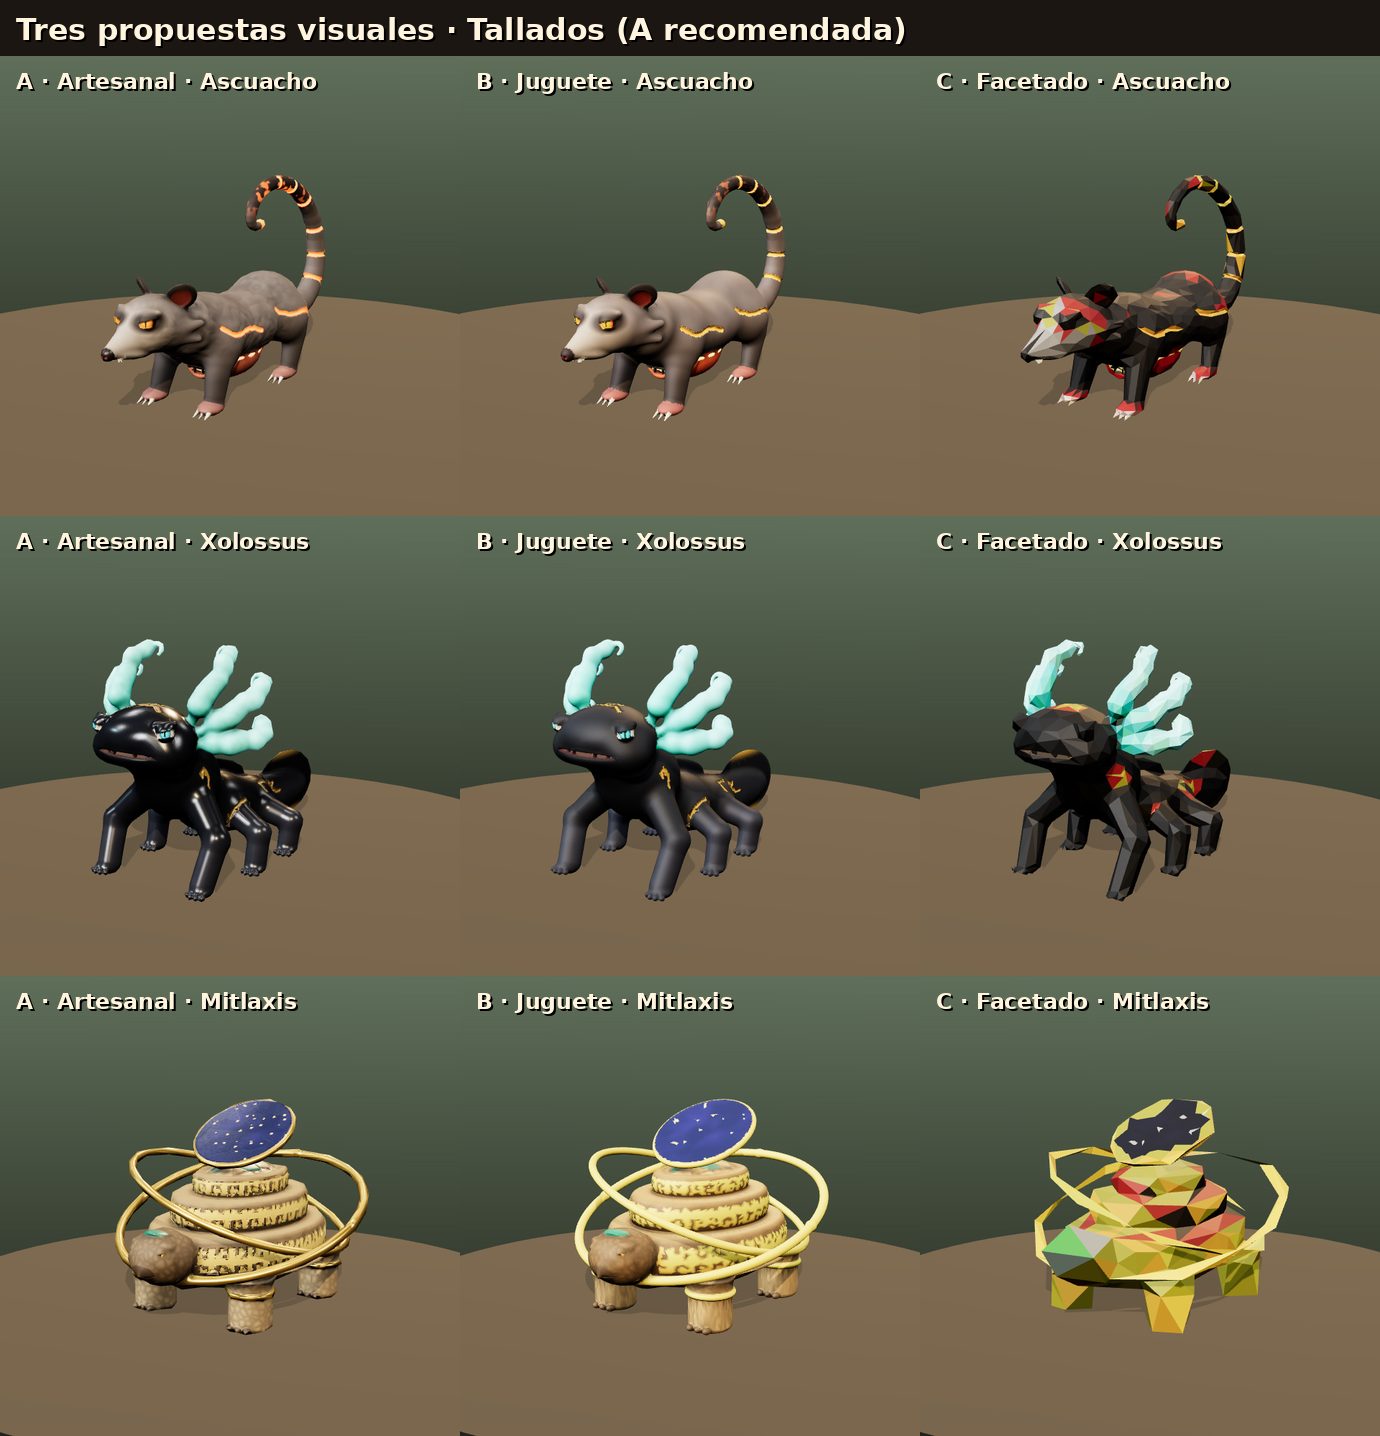 Tres propuestas visuales · Tallados (A recomendada)
A · Artesanal · Ascuacho
B · Juguete · Ascuacho
C · Facetado · Ascuacho
A · Artesanal · Xolossus
B · Juguete · Xolossus
C · Facetado · Xolossus
A · Artesanal · Mitlaxis
B · Juguete · Mitlaxis
C · Facetado · Mitlaxis